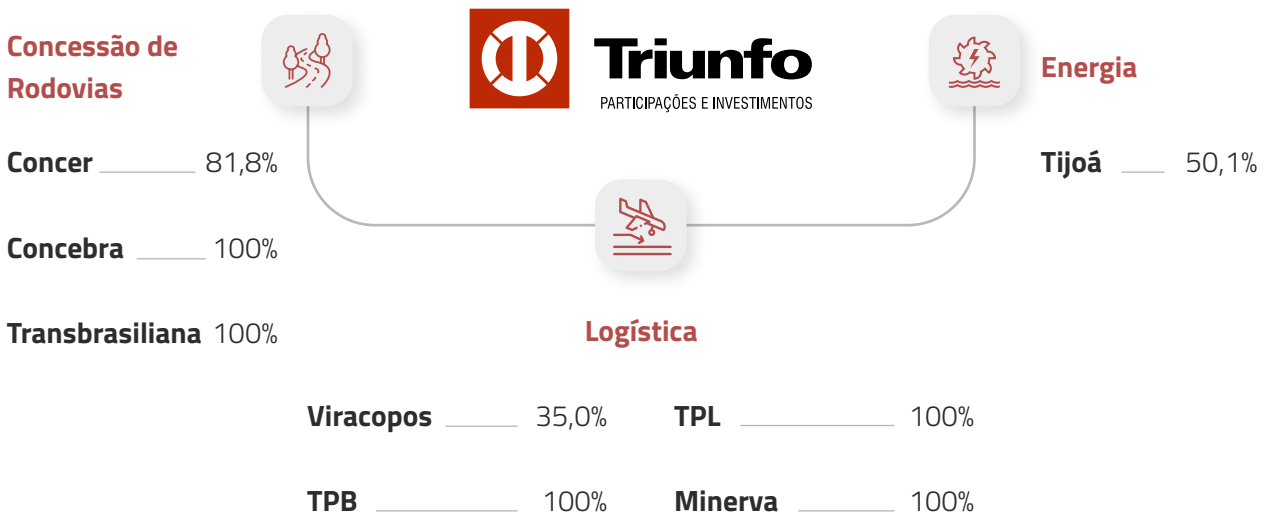 Triunfo
PARTICIPAÇÕES E INVESTIMENTOS
Concessão de
Rodovias
Concer 81,8%
Concebra 100%
Transbrasiliana 100%
Energia
Tijoá 50,1%
Logística
Viracopos 35,0%
TPL 100%
TPB 100%
Minerva 100%